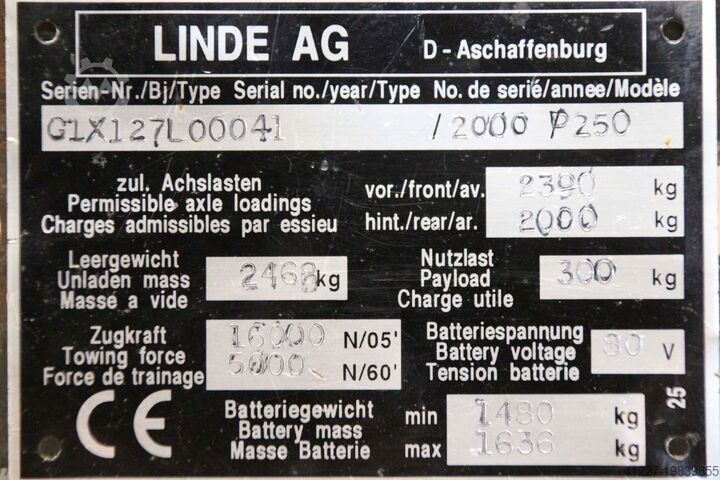 LINDE AG D-Aschaffenburg
Serien-Nr./Bj/Type Serial no./year/Type No. de serié/année/Modèle
G1X127L00041 /2000 P250
zul. Achslasten
Permissible axle loadings
Charges admissibles par essieu
vor./front/av. 2390 kg
hint./rear/ar. 2000 kg
Leergewicht
Unladen mass
Masse a vide
2468 kg
Nutzlast
Payload
Charge utile
300 kg
Zugkraft
Towing force
Force de trainage
16000 N/05'
5000 N/60'
Batteriespannung
Battery voltage
Tension batterie
80 V
CE
Batteriegewicht
Battery mass
Masse Batterie
min 1480 kg
max 1636 kg
25
41227-19839855